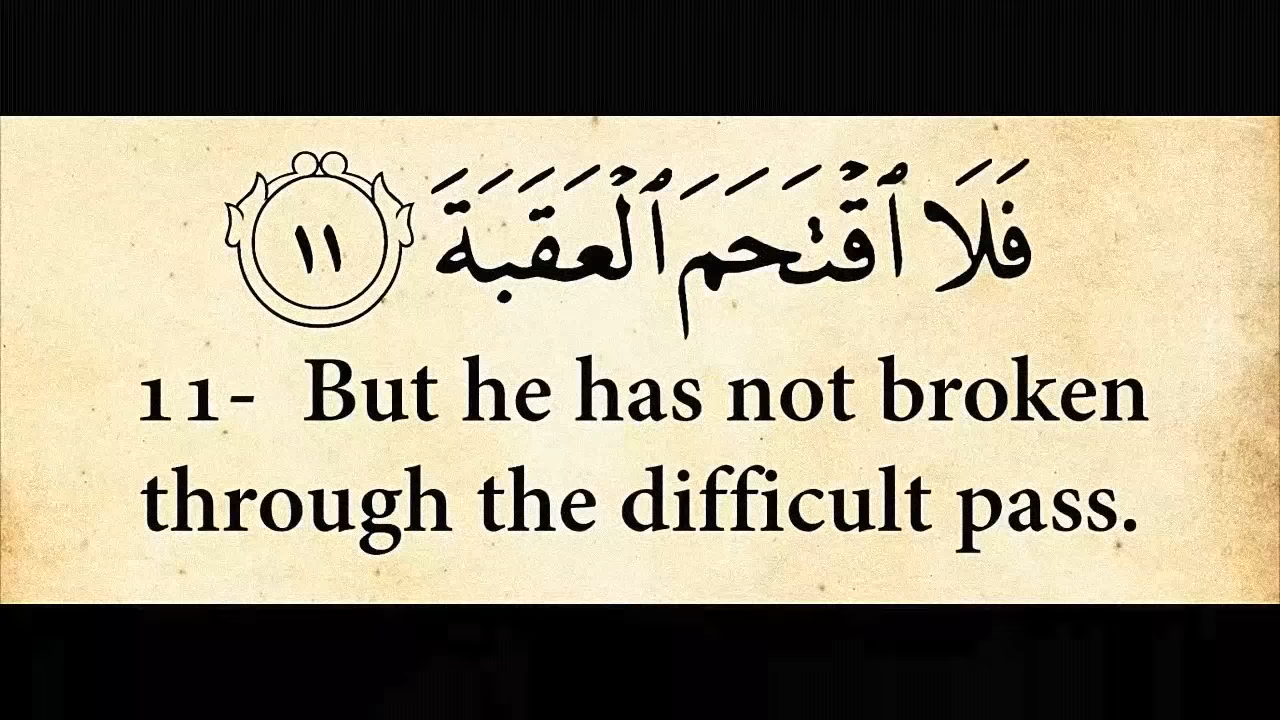 فَلَا ٱقْتَحَمَ ٱلْعَقَبَةَ ١١
11- But he has not broken
through the difficult pass.